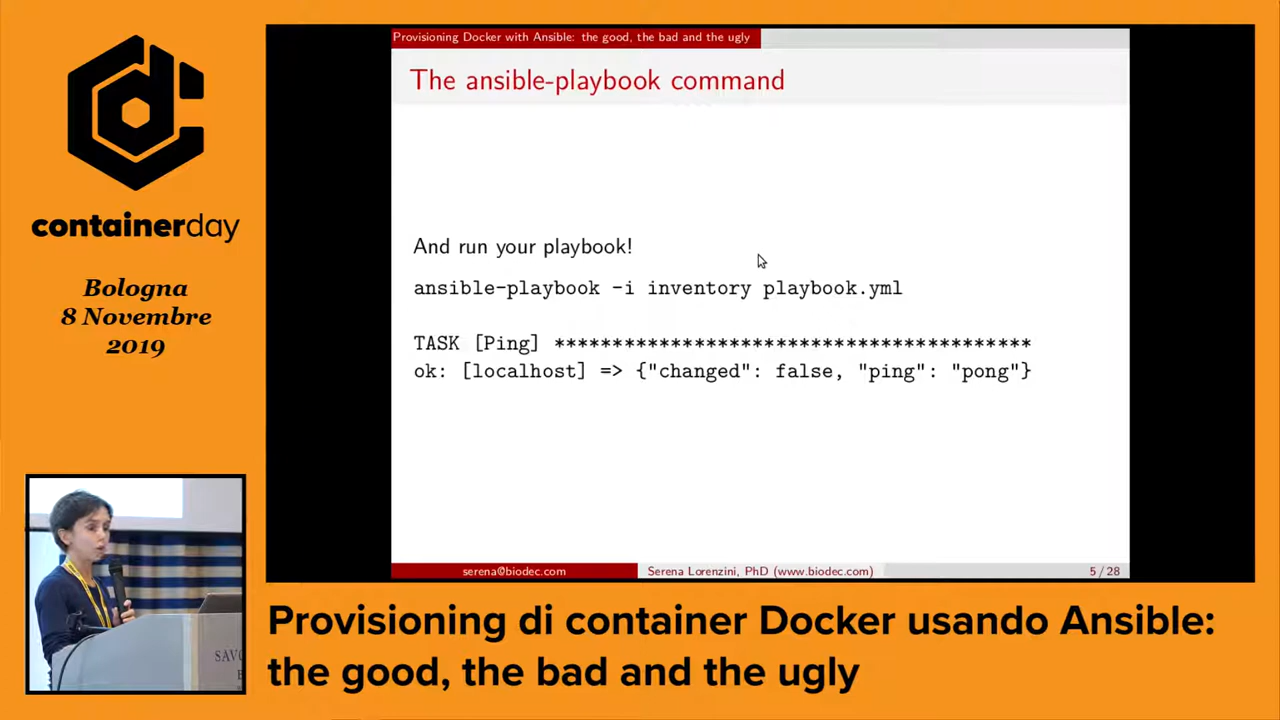 containerday
Bologna
8 Novembre
2019
Provisioning Docker with Ansible: the good, the bad and the ugly
The ansible-playbook command
And run your playbook!
ansible-playbook -i inventory playbook.yml
TASK [Ping] *****************************************
ok: [localhost] => {"changed": false, "ping": "pong"}
serena@biodec.com
Serena Lorenzini, PhD (www.biodec.com)
5 / 28
SAVO
Provisioning di container Docker usando Ansible:
the good, the bad and the ugly